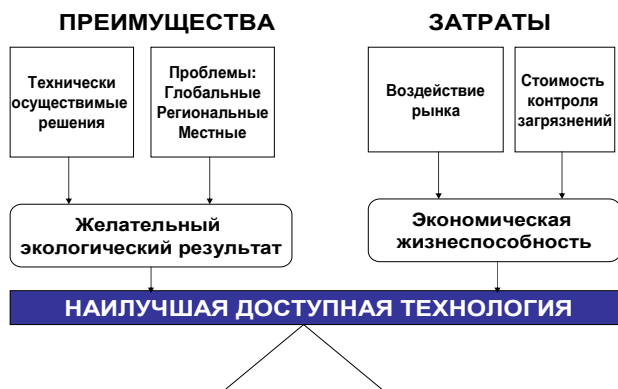 ПРЕИМУЩЕСТВА
ЗАТРАТЫ
Технически
осуществимые
решения
Проблемы:
Глобальные
Региональные
Местные
Воздействие
рынка
Стоимость
контроля
загрязнений
Желательный
экологический результат
Экономическая
жизнеспособность
НАИЛУЧШАЯ ДОСТУПНАЯ ТЕХНОЛОГИЯ